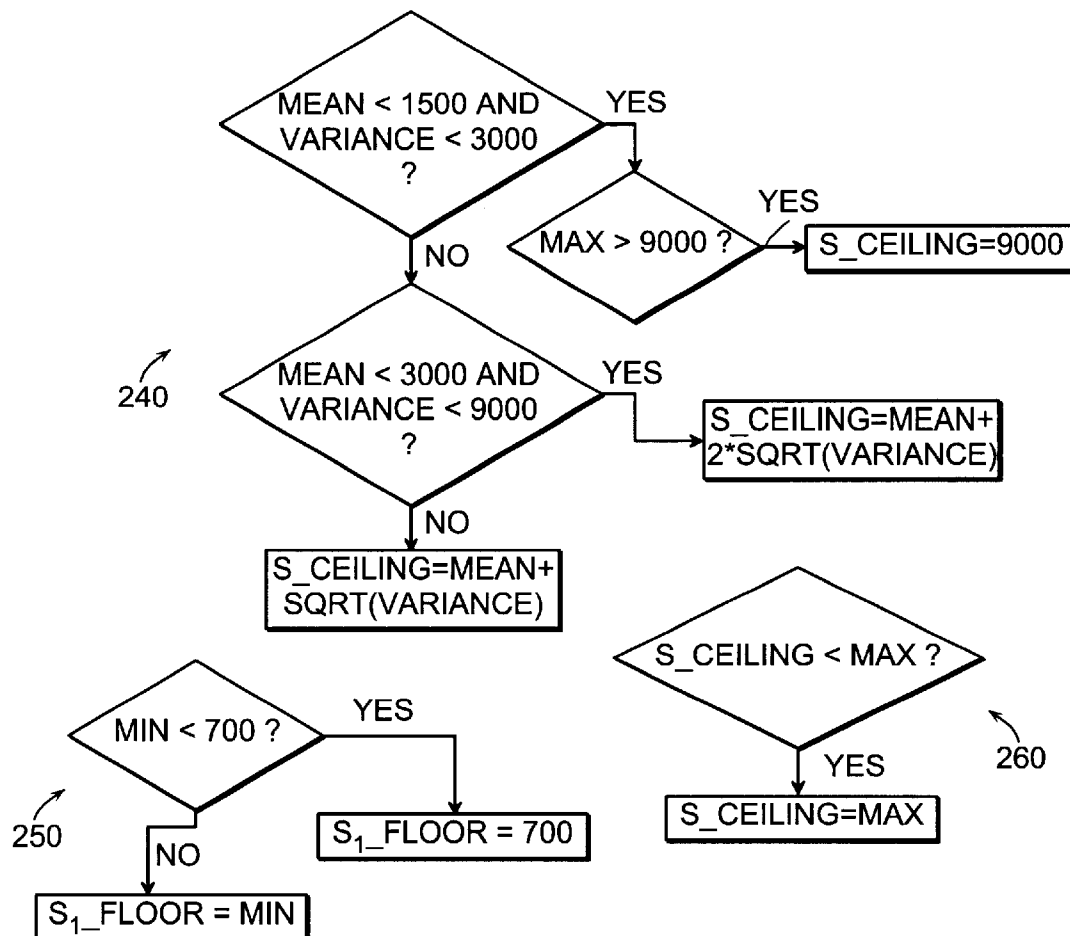 MEAN < 1500 AND
VARIANCE < 3000
?
YES
MAX > 9000 ?
YES
S_CEILING=9000
NO
240
MEAN < 3000 AND
VARIANCE < 9000
?
YES
S_CEILING=MEAN+
2*SQRT(VARIANCE)
NO
S_CEILING=MEAN+
SQRT(VARIANCE)
S_CEILING < MAX ?
260
YES
S_CEILING=MAX
MIN < 700 ?
YES
250
S₁_FLOOR = 700
NO
S₁_FLOOR = MIN